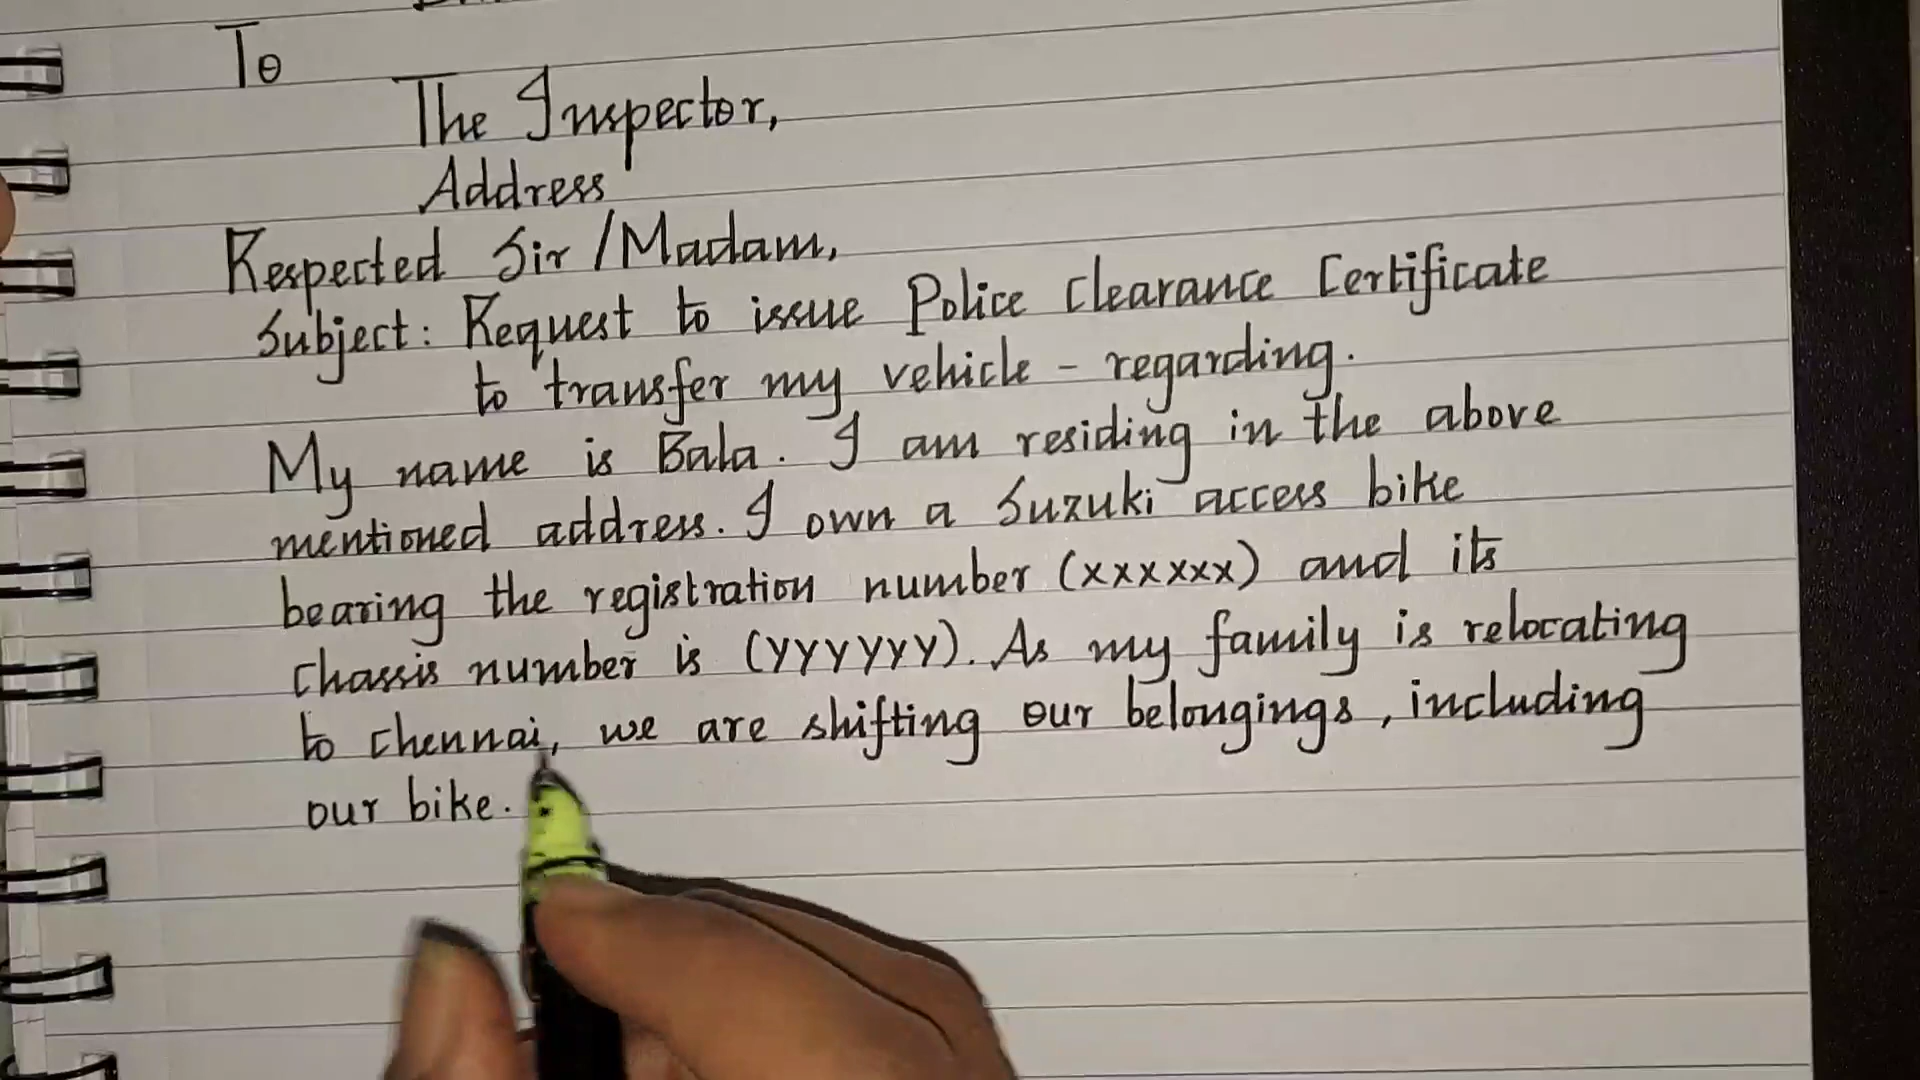 To
The Inspector,
Address
Respected Sir/Madam,
Subject: Request to issue Police Clearance Certificate
to transfer my vehicle - regarding.
My name is Bala. I am residing in the above
mentioned address. I own a Suzuki access bike
bearing the registration number (xxxxxx) and its
Chassis number is (YYYYYY). As my family is relocating
to Chennai, we are shifting our belongings, including
our bike.